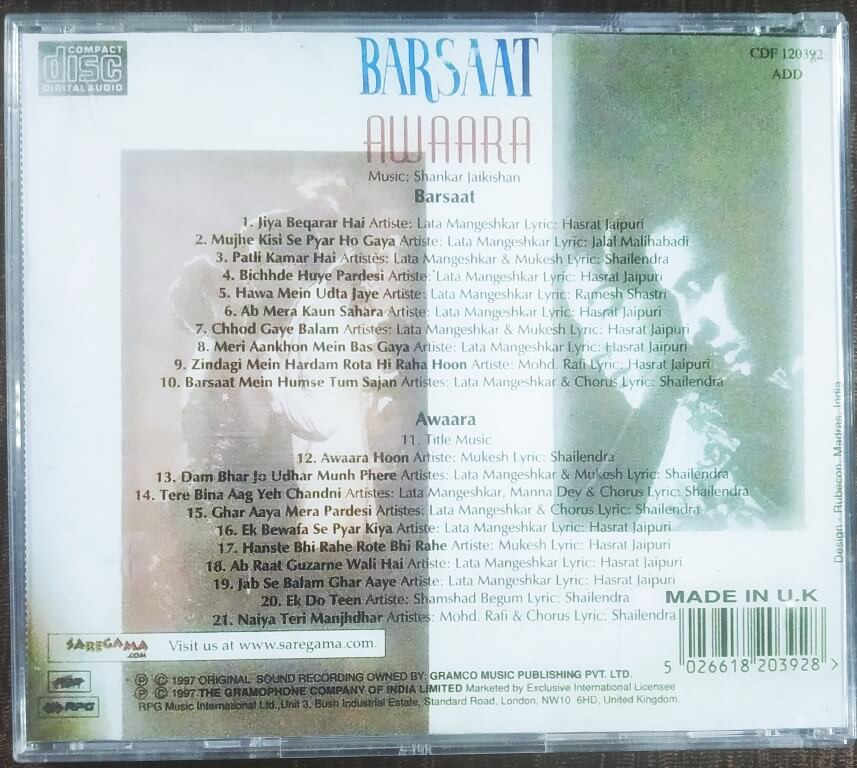 COMPACT
disc
DIGITAL AUDIO
BARSAAT
CDF 120392
ADD
AWAARA
Music: Shankar Jaikishan
Barsaat
1. Jiya Beqarar Hai Artiste: Lata Mangeshkar Lyric: Hasrat Jaipuri
2. Mujhe Kisi Se Pyar Ho Gaya Artiste: Lata Mangeshkar Lyric: Jalal Malihabadi
3. Patli Kamar Hai Artistes: Lata Mangeshkar & Mukesh Lyric: Shailendra
4. Bichhde Huye Pardesi Artiste: Lata Mangeshkar Lyric: Hasrat Jaipuri
5. Hawa Mein Udta Jaye Artiste: Lata Mangeshkar Lyric: Ramesh Shastri
6. Ab Mera Kaun Sahara Artiste: Lata Mangeshkar Lyric: Hasrat Jaipuri
7. Chhod Gaye Balam Artistes: Lata Mangeshkar & Mukesh Lyric: Hasrat Jaipuri
8. Meri Aankhon Mein Bas Gaya Artiste: Lata Mangeshkar Lyric: Hasrat Jaipuri
9. Zindagi Mein Hardam Rota Hi Raha Hoon Artiste: Mohd. Rafi Lyric: Hasrat Jaipuri
10. Barsaat Mein Humse Tum Sajan Artistes: Lata Mangeshkar & Chorus Lyric: Shailendra
Awaara
11. Title Music
12. Awaara Hoon Artiste: Mukesh Lyric: Shailendra
13. Dam Bhar Jo Udhar Munh Phere Artistes: Lata Mangeshkar & Mukesh Lyric: Shailendra
14. Tere Bina Aag Yeh Chandni Artistes: Lata Mangeshkar, Manna Dey & Chorus Lyric: Shailendra
15. Ghar Aaya Mera Pardesi Artistes: Lata Mangeshkar & Chorus Lyric: Shailendra
16. Ek Bewafa Se Pyar Kiya Artiste: Lata Mangeshkar Lyric: Hasrat Jaipuri
17. Hanste Bhi Rahe Rote Bhi Rahe Artiste: Mukesh Lyric: Hasrat Jaipuri
18. Ab Raat Guzarne Wali Hai Artiste: Lata Mangeshkar Lyric: Hasrat Jaipuri
19. Jab Se Balam Ghar Aaye Artiste: Lata Mangeshkar Lyric: Hasrat Jaipuri
20. Ek Do Teen Artiste: Shamshad Begum Lyric: Shailendra
21. Naiya Teri Manjhdhar Artistes: Mohd. Rafi & Chorus Lyric: Shailendra
Design - Rubecon, Madras, India
MADE IN U.K
5 026618 203928 >
SAREGAMA .COM Visit us at www.saregama.com.
RPG
℗ © 1997 ORIGINAL SOUND RECORDING OWNED BY: GRAMCO MUSIC PUBLISHING PVT. LTD.
℗ © 1997 THE GRAMOPHONE COMPANY OF INDIA LIMITED Marketed by Exclusive International Licensee
RPG Music International Ltd., Unit 3, Bush Industrial Estate, Standard Road, London, NW10 6HD, United Kingdom.